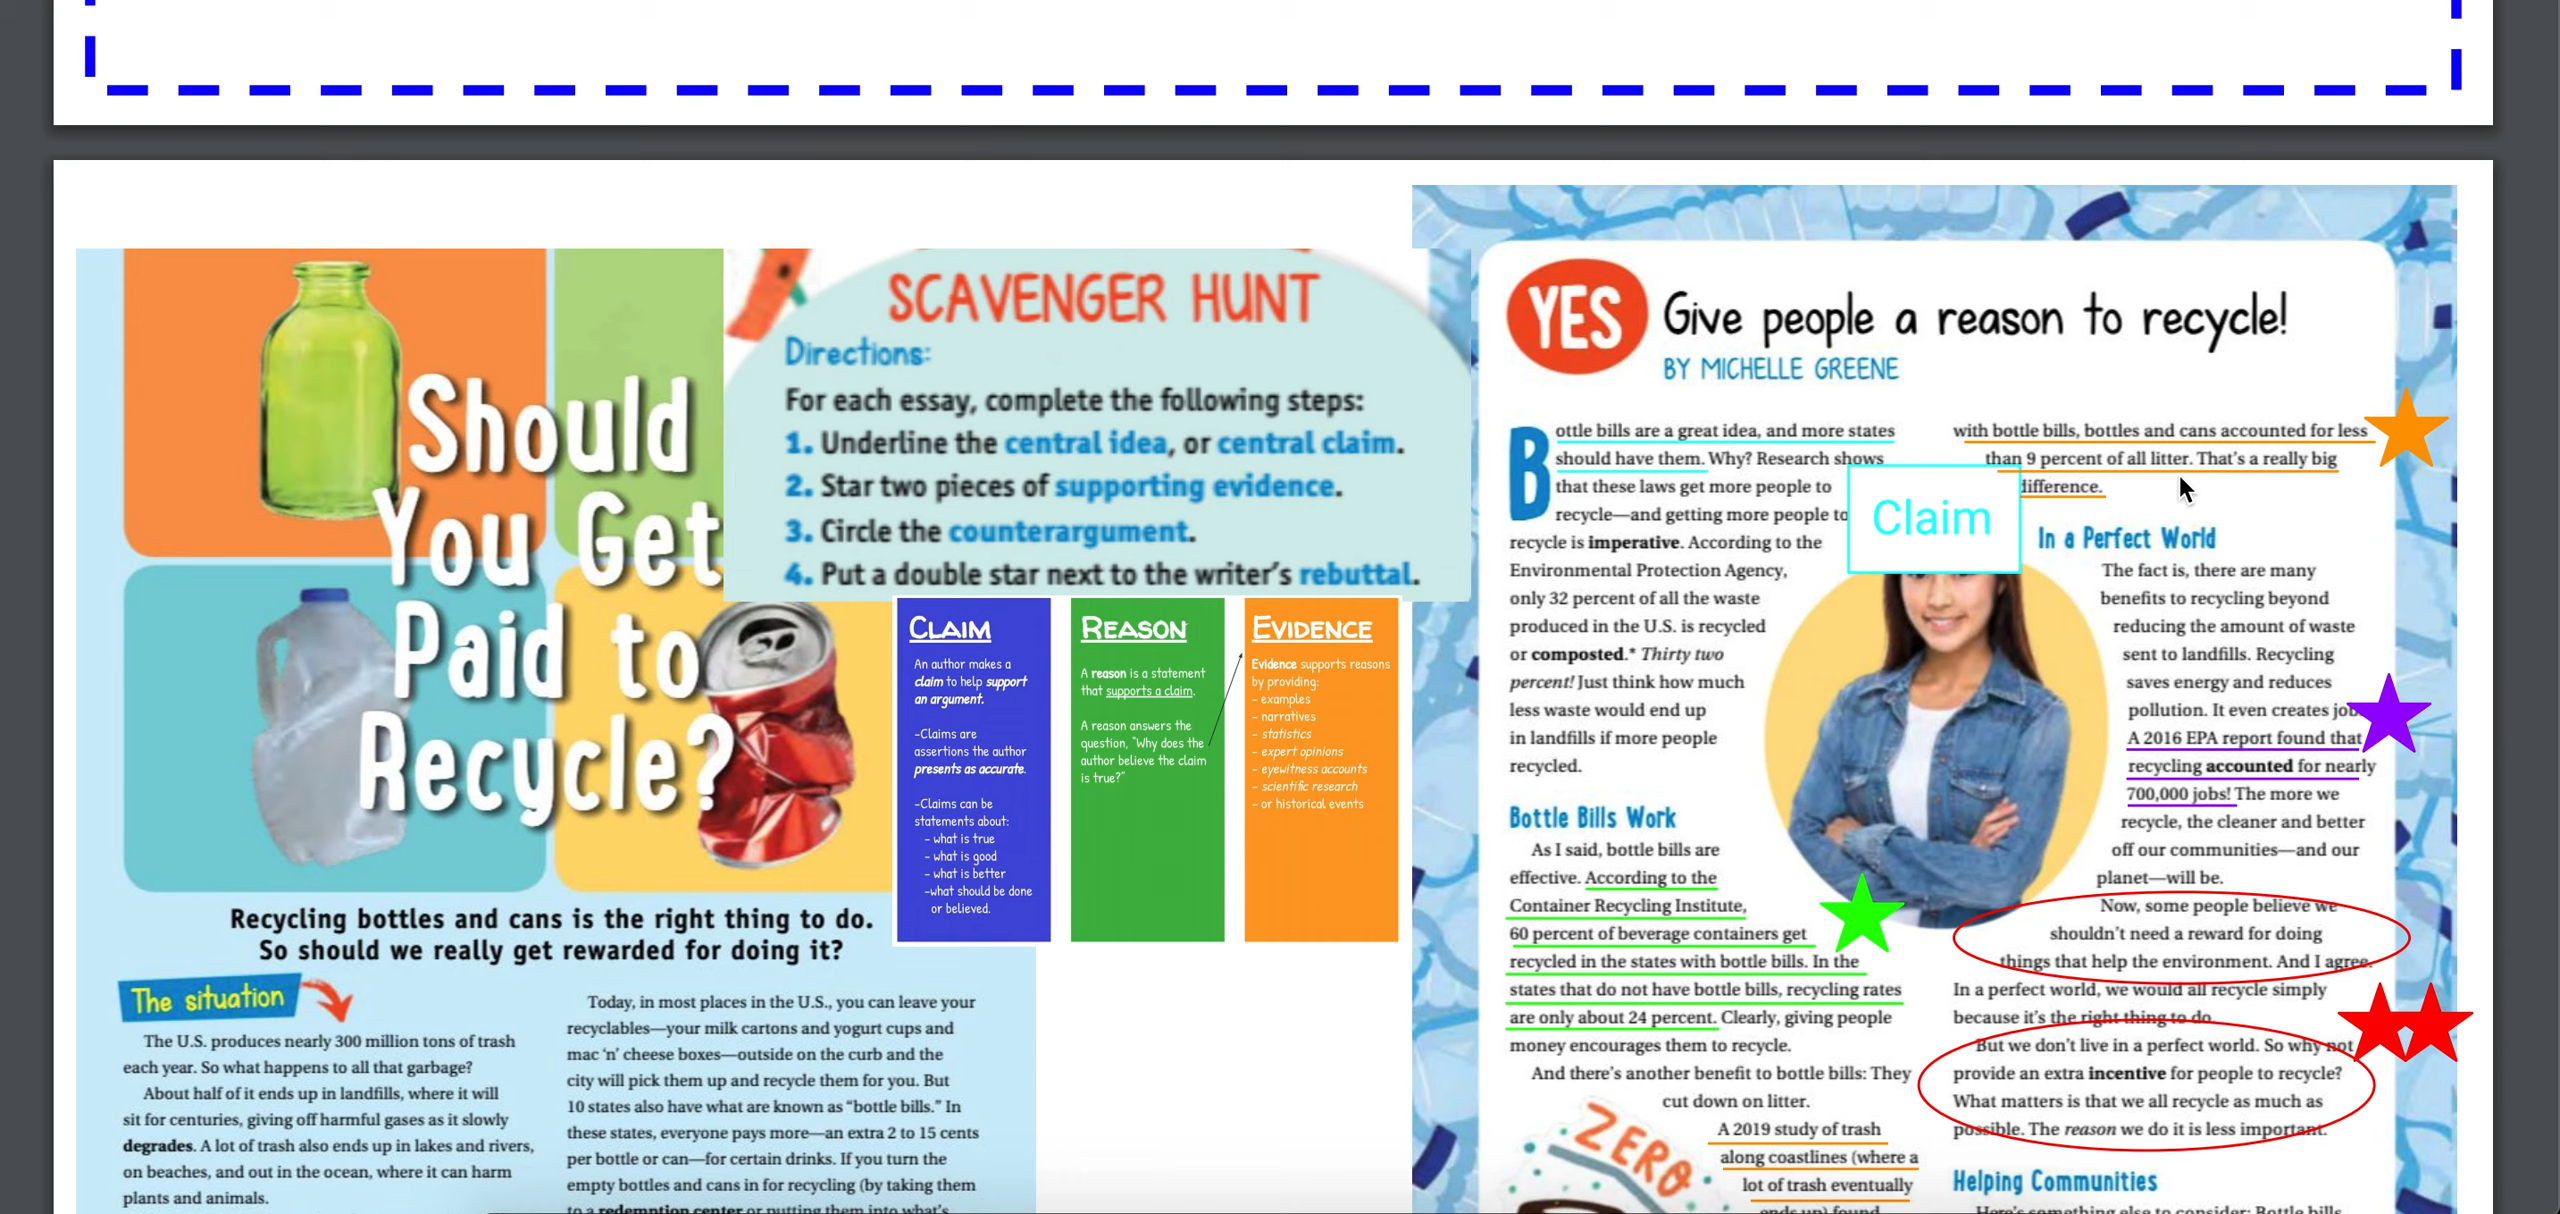 Should
You Get
Paid to
Recycle?
Recycling bottles and cans is the right thing to do.
So should we really get rewarded for doing it?
The situation
The U.S. produces nearly 300 million tons of trash
each year. So what happens to all that garbage?
About half of it ends up in landfills, where it will
sit for centuries, giving off harmful gases as it slowly
degrades. A lot of trash also ends up in lakes and rivers,
on beaches, and out in the ocean, where it can harm
plants and animals.
Today, in most places in the U.S., you can leave your
recyclables—your milk cartons and yogurt cups and
mac ‘n’ cheese boxes—outside on the curb and the
city will pick them up and recycle them for you. But
10 states also have what are known as “bottle bills.” In
these states, everyone pays more—an extra 2 to 15 cents
per bottle or can—for certain drinks. If you turn the
empty bottles and cans in for recycling (by taking them
to a redemption center or putting them into what’s
SCAVENGER HUNT
Directions:
For each essay, complete the following steps:
1. Underline the central idea, or central claim.
2. Star two pieces of supporting evidence.
3. Circle the counterargument.
4. Put a double star next to the writer’s rebuttal.
CLAIM
An author makes a
claim to help support
an argument.
-Claims are
assertions the author
presents as accurate.
-Claims can be
statements about:
- what is true
- what is good
- what is better
-what should be done
or believed.
REASON
A reason is a statement
that supports a claim.
A reason answers the
question, "Why does the
author believe the claim
is true?"
EVIDENCE
Evidence supports reasons
by providing:
- examples
- narratives
- statistics
- expert opinions
- eyewitness accounts
- scientific research
- or historical events
YES
Give people a reason to recycle!
BY MICHELLE GREENE
Bottle bills are a great idea, and more states
should have them. Why? Research shows
that these laws get more people to
recycle—and getting more people to
recycle is imperative. According to the
Environmental Protection Agency,
only 32 percent of all the waste
produced in the U.S. is recycled
or composted.* Thirty two
percent! Just think how much
less waste would end up
in landfills if more people
recycled.
Claim
Bottle Bills Work
As I said, bottle bills are
effective. According to the
Container Recycling Institute,
60 percent of beverage containers get
recycled in the states with bottle bills. In the
states that do not have bottle bills, recycling rates
are only about 24 percent. Clearly, giving people
money encourages them to recycle.
And there’s another benefit to bottle bills: They
cut down on litter.
A 2019 study of trash
along coastlines (where a
lot of trash eventually
ends up) found
ZERO
with bottle bills, bottles and cans accounted for less
than 9 percent of all litter. That’s a really big
difference.
In a Perfect World
The fact is, there are many
benefits to recycling beyond
reducing the amount of waste
sent to landfills. Recycling
saves energy and reduces
pollution. It even creates jobs.
A 2016 EPA report found that
recycling accounted for nearly
700,000 jobs! The more we
recycle, the cleaner and better
off our communities—and our
planet—will be.
Now, some people believe we
shouldn’t need a reward for doing
things that help the environment. And I agree.
In a perfect world, we would all recycle simply
because it’s the right thing to do.
But we don’t live in a perfect world. So why not
provide an extra incentive for people to recycle?
What matters is that we all recycle as much as
possible. The reason we do it is less important.
Helping Communities
Here’s something else to consider: Bottle bills